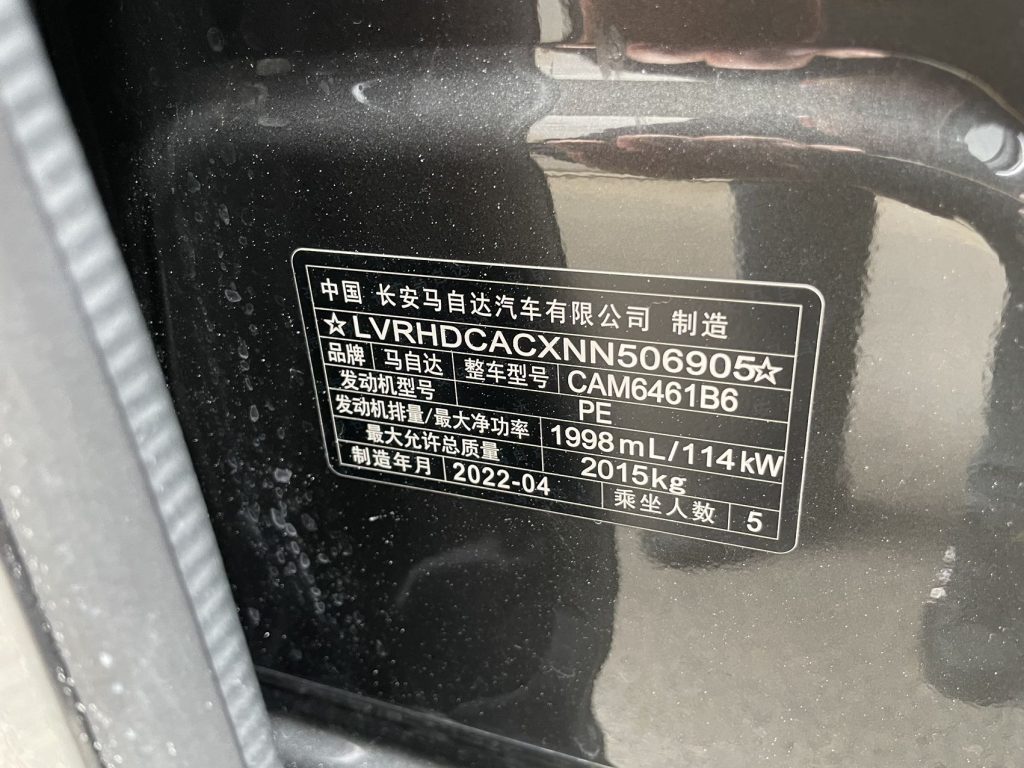 中国 长安马自达汽车有限公司 制造
☆LVRHDCACXNN506905☆
品牌 马自达 整车型号 CAM6461B6
发动机型号 PE
发动机排量/最大净功率 1998mL/114kW
最大允许总质量 2015kg
制造年月 2022-04 乘坐人数 5